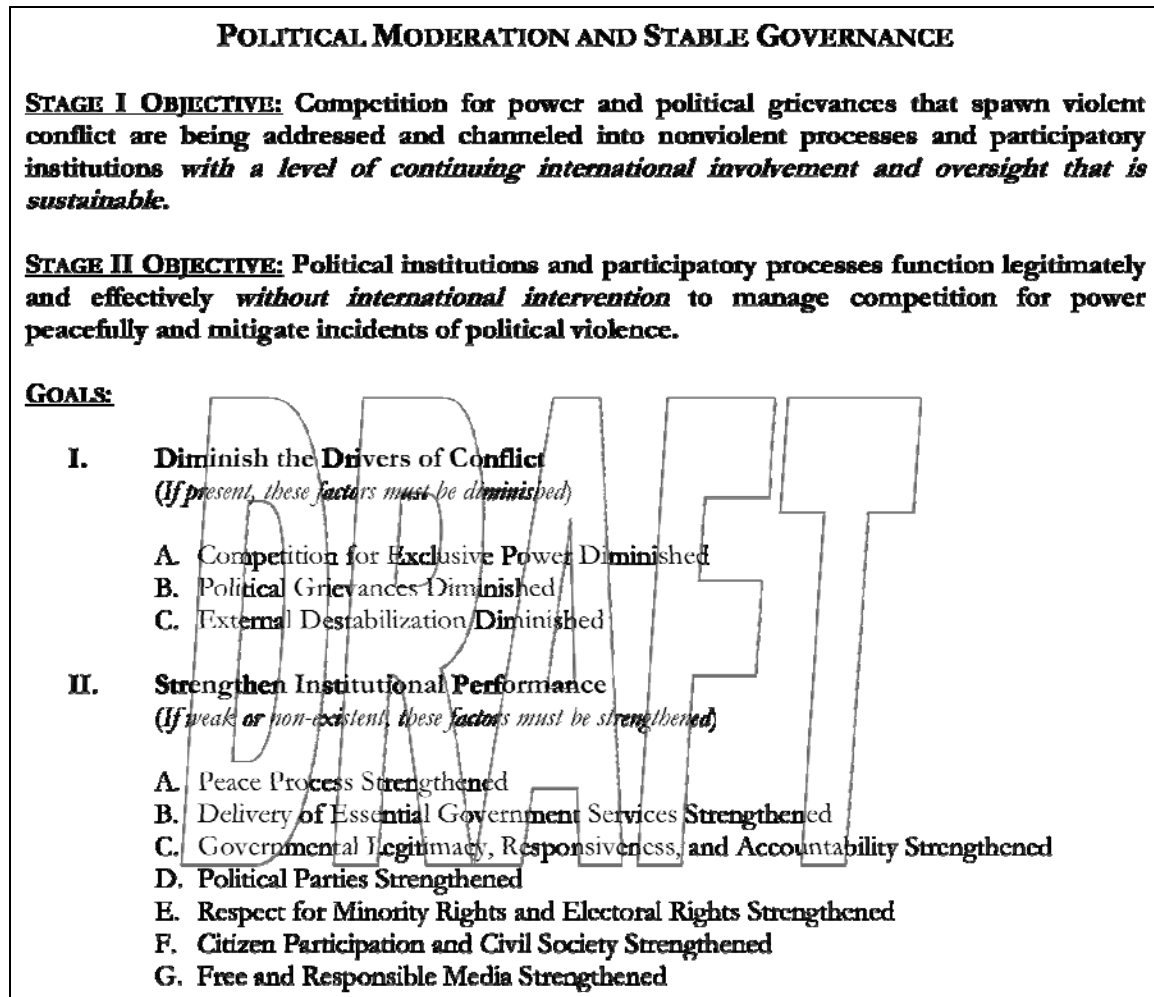 POLITICAL MODERATION AND STABLE GOVERNANCE
STAGE I OBJECTIVE: Competition for power and political grievances that spawn violent
conflict are being addressed and channeled into nonviolent processes and participatory
institutions with a level of continuing international involvement and oversight that is
sustainable.
STAGE II OBJECTIVE: Political institutions and participatory processes function legitimately
and effectively without international intervention to manage competition for power
peacefully and mitigate incidents of political violence.
GOALS:
I. Diminish the Drivers of Conflict
(If present, these factors must be diminished)
A. Competition for Exclusive Power Diminished
B. Political Grievances Diminished
C. External Destabilization Diminished
II. Strengthen Institutional Performance
(If weak or non-existent, these factors must be strengthened)
A. Peace Process Strengthened
B. Delivery of Essential Government Services Strengthened
C. Governmental Legitimacy, Responsiveness, and Accountability Strengthened
D. Political Parties Strengthened
E. Respect for Minority Rights and Electoral Rights Strengthened
F. Citizen Participation and Civil Society Strengthened
G. Free and Responsible Media Strengthened
DRAFT